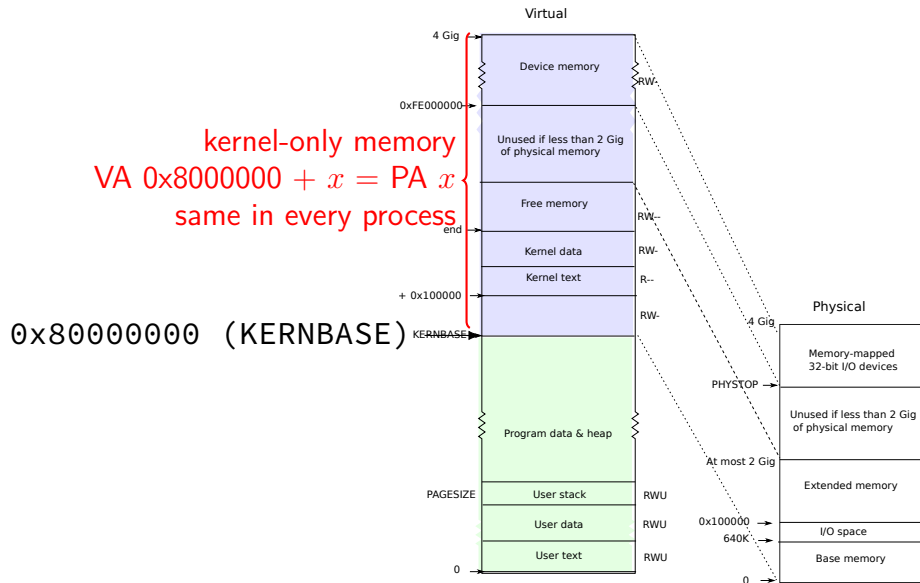 Virtual
4 Gig
Device memory
RW-
0xFE000000
kernel-only memory
VA 0x8000000 + x = PA x
same in every process
Unused if less than 2 Gig
of physical memory
Free memory
RW--
end
Kernel data
RW-
Kernel text
R--
+ 0x100000
RW-
0x80000000 (KERNBASE)
KERNBASE
Program data & heap
PAGESIZE
User stack
RWU
User data
RWU
User text
RWU
0
Physical
4 Gig
Memory-mapped
32-bit I/O devices
PHYSTOP
Unused if less than 2 Gig
of physical memory
At most 2 Gig
Extended memory
0x100000
I/O space
640K
Base memory
0